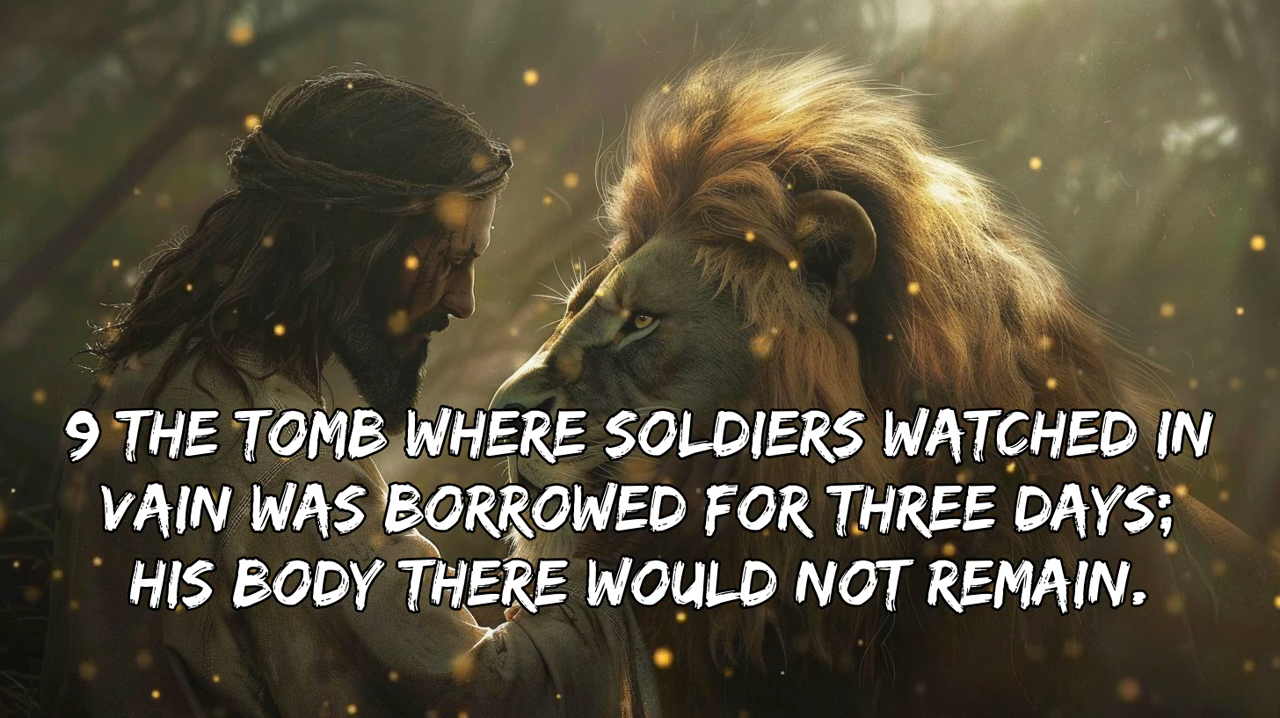 9 THE TOMB WHERE SOLDIERS WATCHED IN
VAIN WAS BORROWED FOR THREE DAYS;
HIS BODY THERE WOULD NOT REMAIN.